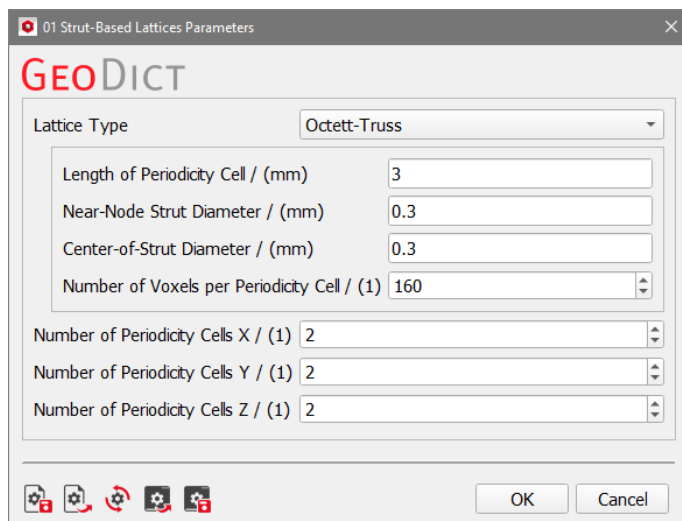 01 Strut-Based Lattices Parameters
GEODICT
Lattice Type Octett-Truss
Length of Periodicity Cell / (mm) 3
Near-Node Strut Diameter / (mm) 0.3
Center-of-Strut Diameter / (mm) 0.3
Number of Voxels per Periodicity Cell / (1) 160
Number of Periodicity Cells X / (1) 2
Number of Periodicity Cells Y / (1) 2
Number of Periodicity Cells Z / (1) 2
OK Cancel